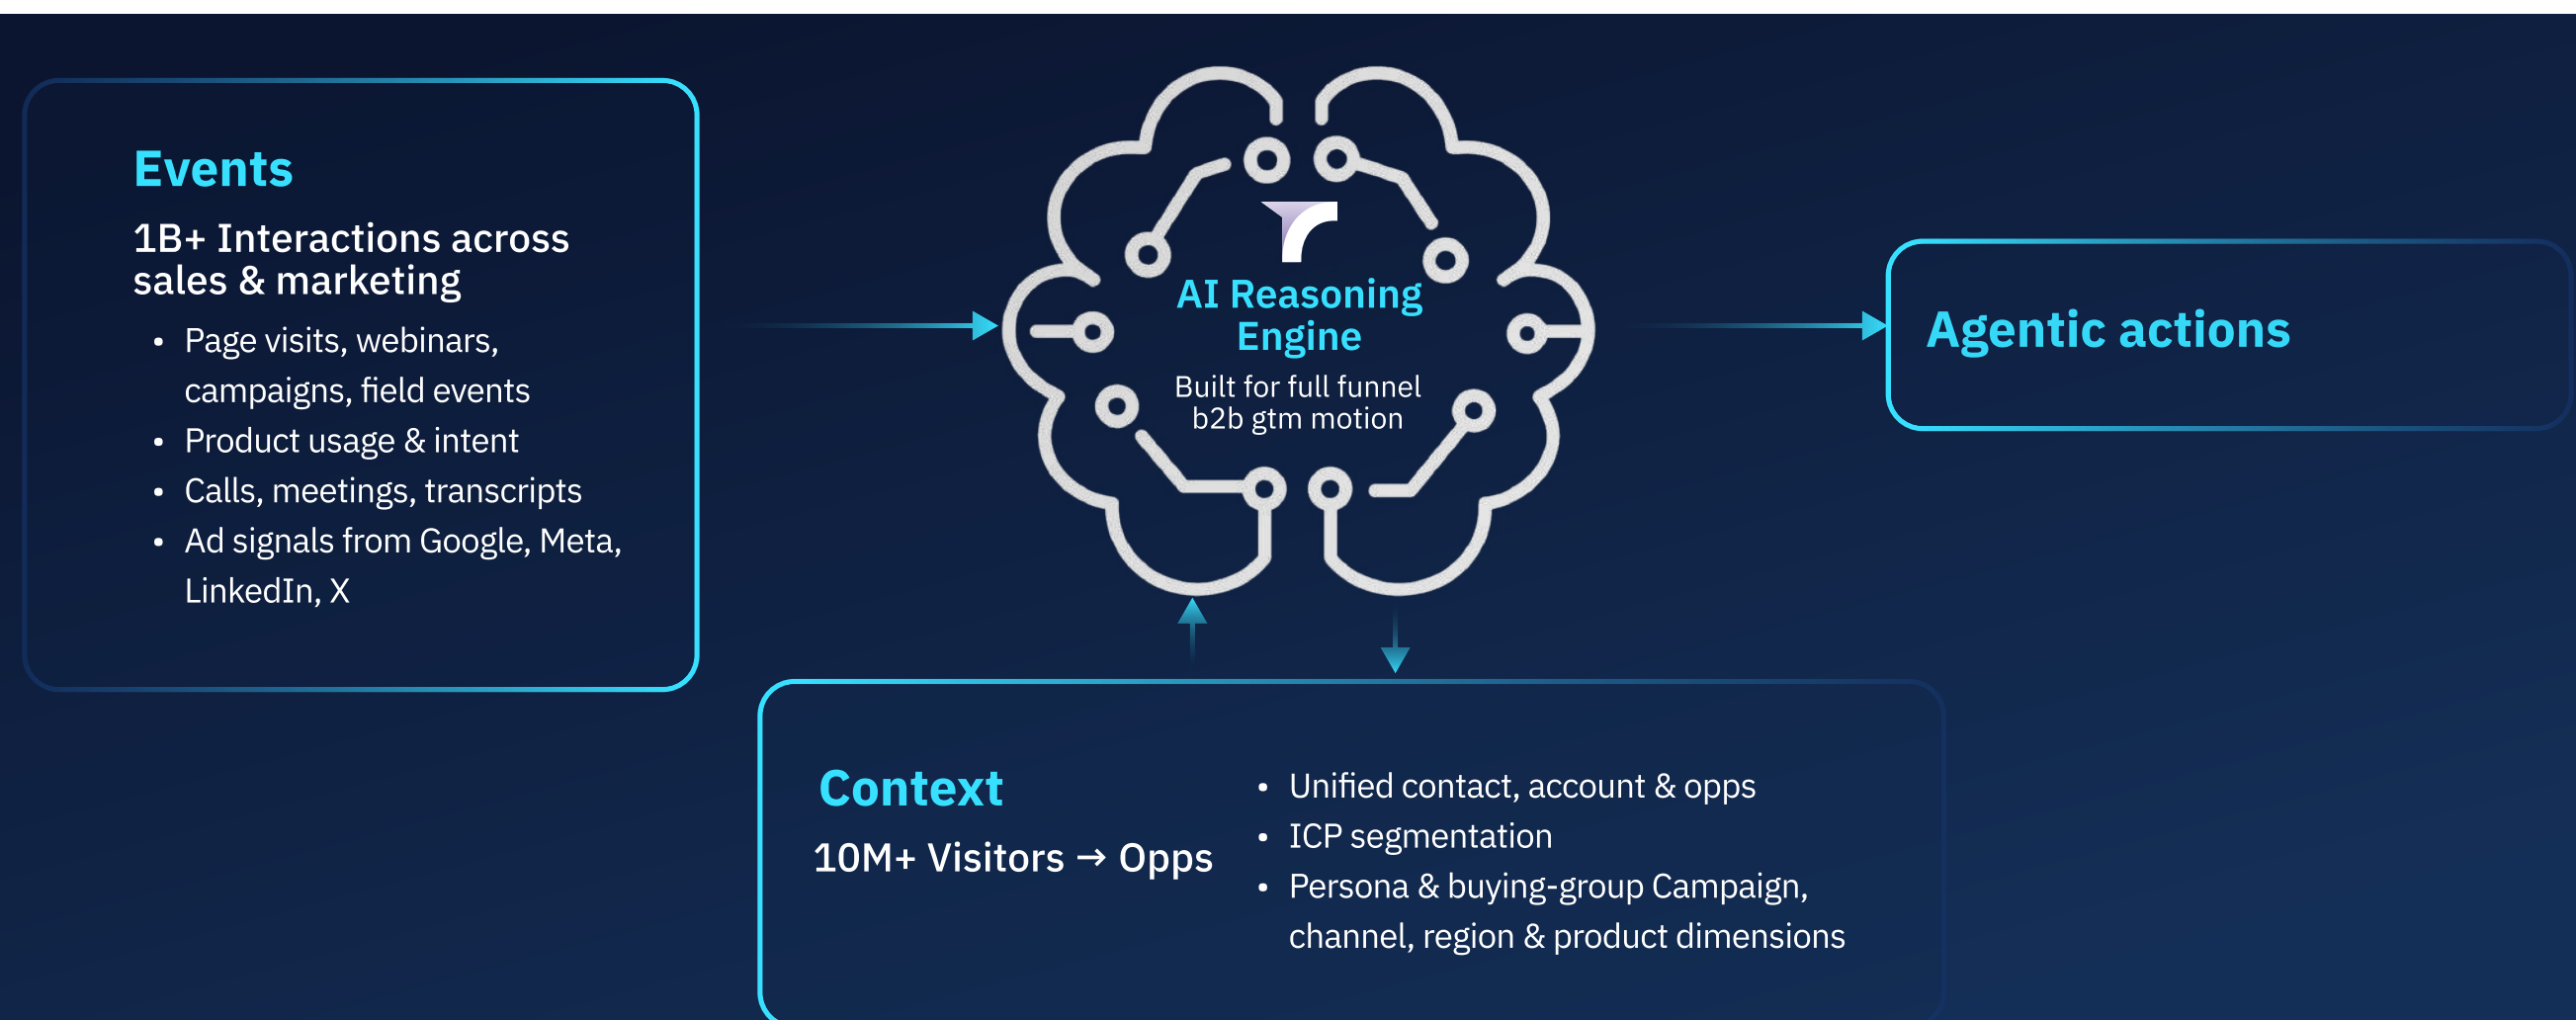 Events
1B+ Interactions across
sales & marketing
• Page visits, webinars,
campaigns, field events
• Product usage & intent
• Calls, meetings, transcripts
• Ad signals from Google, Meta,
LinkedIn, X
AI Reasoning
Engine
Built for full funnel
b2b gtm motion
Agentic actions
Context
10M+ Visitors → Opps
• Unified contact, account & opps
• ICP segmentation
• Persona & buying-group Campaign,
channel, region & product dimensions